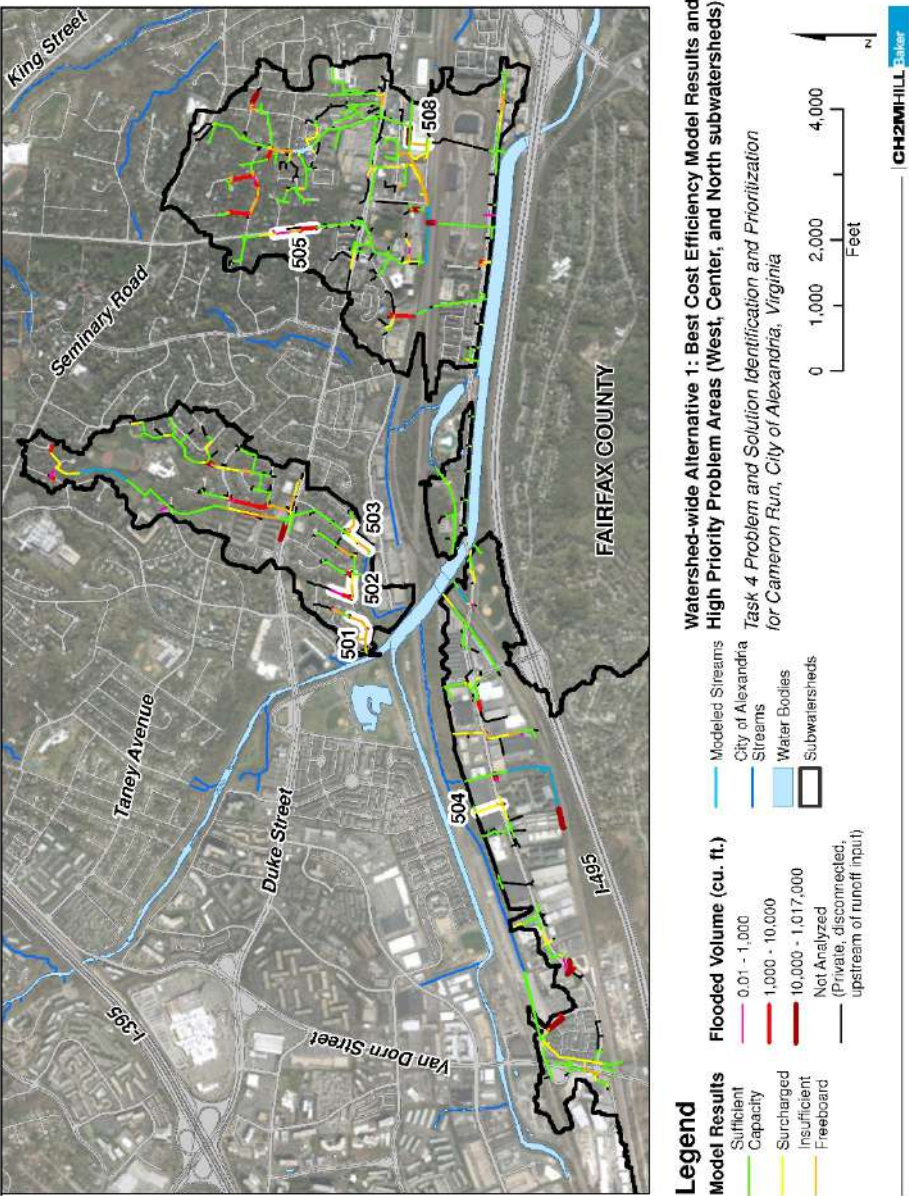 King Street
Seminary Road
Taney Avenue
Duke Street
I-395
Van Dorn Street
I-495
FAIRFAX COUNTY
501
502
503
504
505
508
Legend
Model Results
Sufficient
Capacity
Surcharged
Insufficient
Freeboard
Flooded Volume (cu. ft.)
0.01 - 1,000
1,000 - 10,000
10,000 - 1,017,000
Not Analyzed
(Private, disconnected,
upstream of runoff input)
Modeled Streams
City of Alexandria
Streams
Water Bodies
Subwatersheds
Watershed-wide Alternative 1: Best Cost Efficiency Model Results and
High Priority Problem Areas (West, Center, and North subwatersheds)
Task 4 Problem and Solution Identification and Prioritization
for Cameron Run, City of Alexandria, Virginia
0 1,000 2,000 4,000
Feet
Z
CH2MHILL Baker